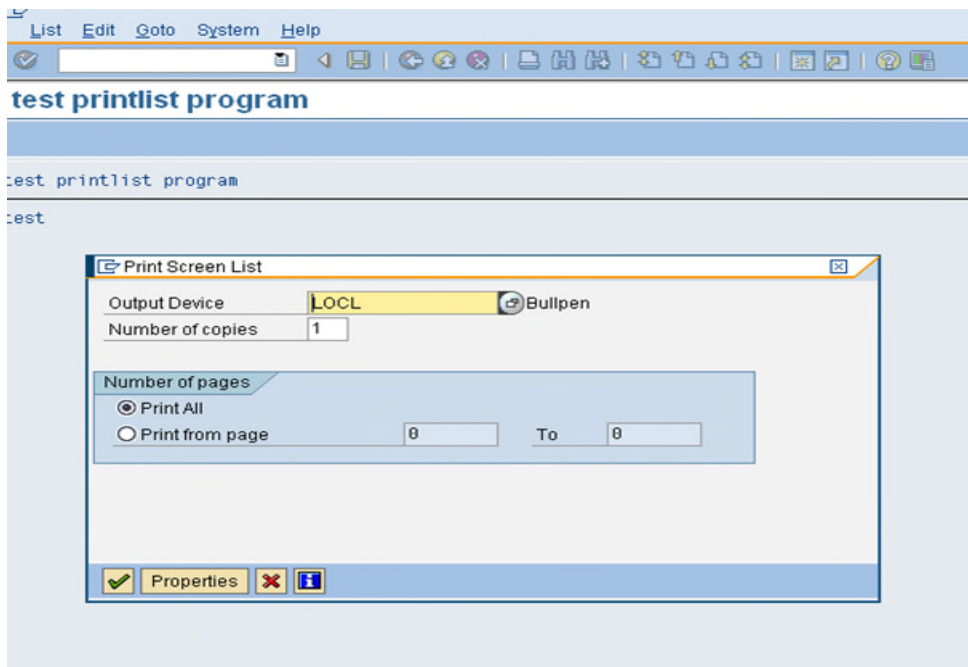 List Edit Goto System Help
test printlist program
test printlist program
test
Print Screen List
Output Device LOCL Bullpen
Number of copies 1
Number of pages
Print All
Print from page 0 To 0
Properties